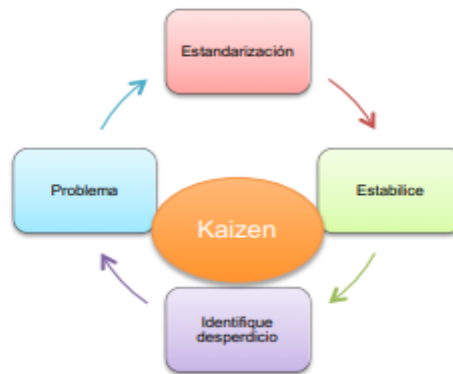 Estandarización
Problema
Estabilice
Kaizen
Identifique
desperdicio